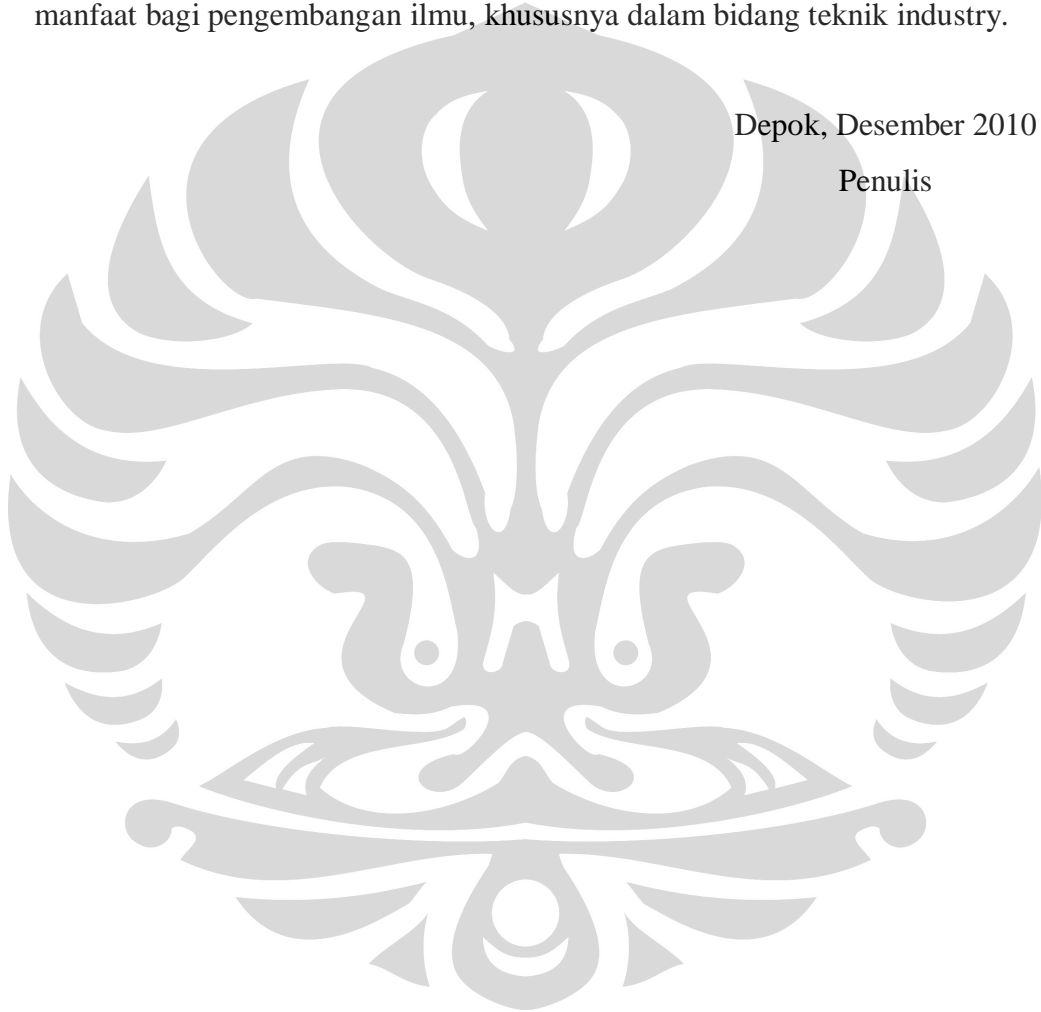 manfaat bagi pengembangan ilmu, khususnya dalam bidang teknik industry.
Depok, Desember 2010
Penulis